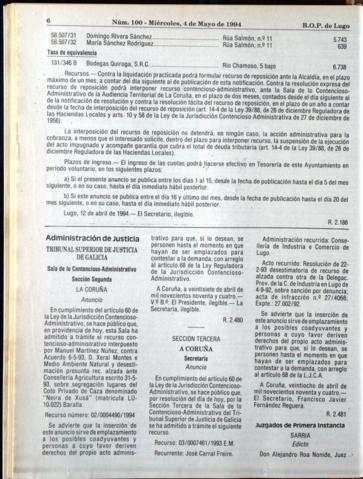 6
Núm. 100 - Miércoles, 4 de Mayo de 1994
B.O.P. de Lugo
58.507/31 Domingo Rivera Sánchez Rúa Salmón, n.º 11 5.743
58.507/32 María Sánchez Rodríguez Rúa Salmón, n.º 11 639
Tasa de equivalencia
131/346 B Bodegas Quiroga, S.R.C. Río Chamoso, 5 bajo 6.738
Recursos.— Contra la liquidación practicada podrá formular recurso de reposición ante la Alcaldía, en el plazo
máximo de un mes, a contar del día siguiente al de publicación de esta notificación. Contra la resolución expresa del
recurso de reposición podrá interponer recurso contencioso-administrativo, ante la Sala de lo Contencioso-
Administrativo de la Audiencia Territorial de La Coruña, en el plazo de dos meses, contados desde el día siguiente al
de la notificación de resolución y contra la resolución tácita del recurso de reposición, en el plazo de un año a contar
desde la fecha de interposición del recurso de reposición (art. 14-4 de la Ley 39/88, de 28 de diciembre Reguladora de
las Haciendas Locales y arts. 10 y 58 de la Ley de la Jurisdicción Contencioso Administrativa de 27 de diciembre de
1956).
La interposición del recurso de reposición no detendrá, en ningún caso, la acción administrativa para la
cobranza, a menos que el interesado solicite, dentro del plazo para interponer recurso, la suspensión de la ejecución
del acto impugnado y acompañe garantía que cubra el total de deuda tributaria (art. 14-4 de la Ley 39/88, de 28 de
diciembre Reguladora de las Haciendas Locales).
Plazos de ingreso.— El ingreso de las cuotas podrá hacerse efectivo en Tesorería de este Ayuntamiento en
período voluntario, en los siguientes plazos:
a) Si el presente anuncio se publica entre los días 1 al 15, desde la fecha de publicación hasta el día 5 del mes
siguiente, o en su caso, hasta el día inmediato hábil posterior.
b) Si este anuncio se publica entre el día 16 y último del mes, desde la fecha de publicación hasta el día 20 del
mes siguiente, o en su caso, hasta el día inmediato hábil posterior.
Lugo, 12 de abril de 1994.— El Secretario, ilegible.
R. 2.186
Administración de Justicia
TRIBUNAL SUPERIOR DE JUSTICIA
DE GALICIA
Sala de lo Contencioso-Administrativo
Sección Segunda
LA CORUÑA
Anuncio
En cumplimiento del artículo 60 de
la Ley de la Jurisdicción Contencioso-
Administrativo, se hace público que,
en providencia de hoy, esta Sala ha
admitido a trámite el recurso con-
tencioso-administrativo interpuesto
por Manuel Martínez Núñez, contra
Acuerdo 6-5-93, D. Xeral Montes e
Medio Ambiente Natural y desesti-
mación presunta rec. alzada ante
Consellería Agricultura escrito 31-5-
93, sobre segregación lugares del
Coto Privado de Caza denominado
"Neira de Xusá" (matrícula LU-
10.022) Baralla.
Recurso número: 02/0004490/1994
Se advierte que la inserción de
este anuncio sirve de emplazamiento
a los posibles coadyuvantes y
personas a cuyo favor deriven
derechos del propio acto adminis-
trativo para que, si lo desean, se
personen hasta el momento en que
hayan de ser emplazados para
contestar a la demanda, con arreglo
al artículo 68 de la Ley Reguladora
de la Jurisdicción Contencioso-
Administrativo.
A Coruña, a veintiseis de abril de
mil novecientos noventa y cuatro.—
V.º B.º: El Presidente, ilegible.— La
Secretaria, ilegible.
R. 2.480
SECCION TERCERA
A CORUÑA
Secretaría
Anuncio
En cumplimiento del artículo 60 de
la Ley de la Jurisdicción Contencioso-
Administrativo, se hace público que,
por resolución del día de hoy, por la
Sección Tercera de la Sala de lo
Contencioso-Administrativo del Tri-
bunal Superior de Justicia de Galicia
se ha admitido a trámite el siguiente
recurso.
Recurso: 03/0007461/1993 E.M.
Recurrente: José Carral Freire.
Administración recurrida: Conse-
llería de Industria e Comercio de
Lugo.
Acto recurrido: Resolución de 22-
2-93 desestimatoria de recurso de
alzada contra otra de la Delegac.
Prov. de la C. de Industria en Lugo de
4-9-92, sobre sanción por denuncia;
acta de infracción n.º 27/4066;
Expte.: 27.002/92.
Se advierte que la inserción de
este anuncio sirve de emplazamiento
a los posibles coadyuvantes y
personas a cuyo favor deriven
derechos del propio acto administra-
tivo para que, si lo desean, se
personen hasta el momento en que
hayan de ser emplazados para
contestar a la demanda, con arreglo
al artículo 68 de la L.J.C.A.
A Coruña, veintiocho de abril de
mil novecientos noventa y cuatro.—
El Secretario, Francisco Javier
Fernández Reguera.
R. 2.481
Juzgados de Primera Instancia
SARRIA
Edicto
Don Alejandro Roa Nonide, Juez